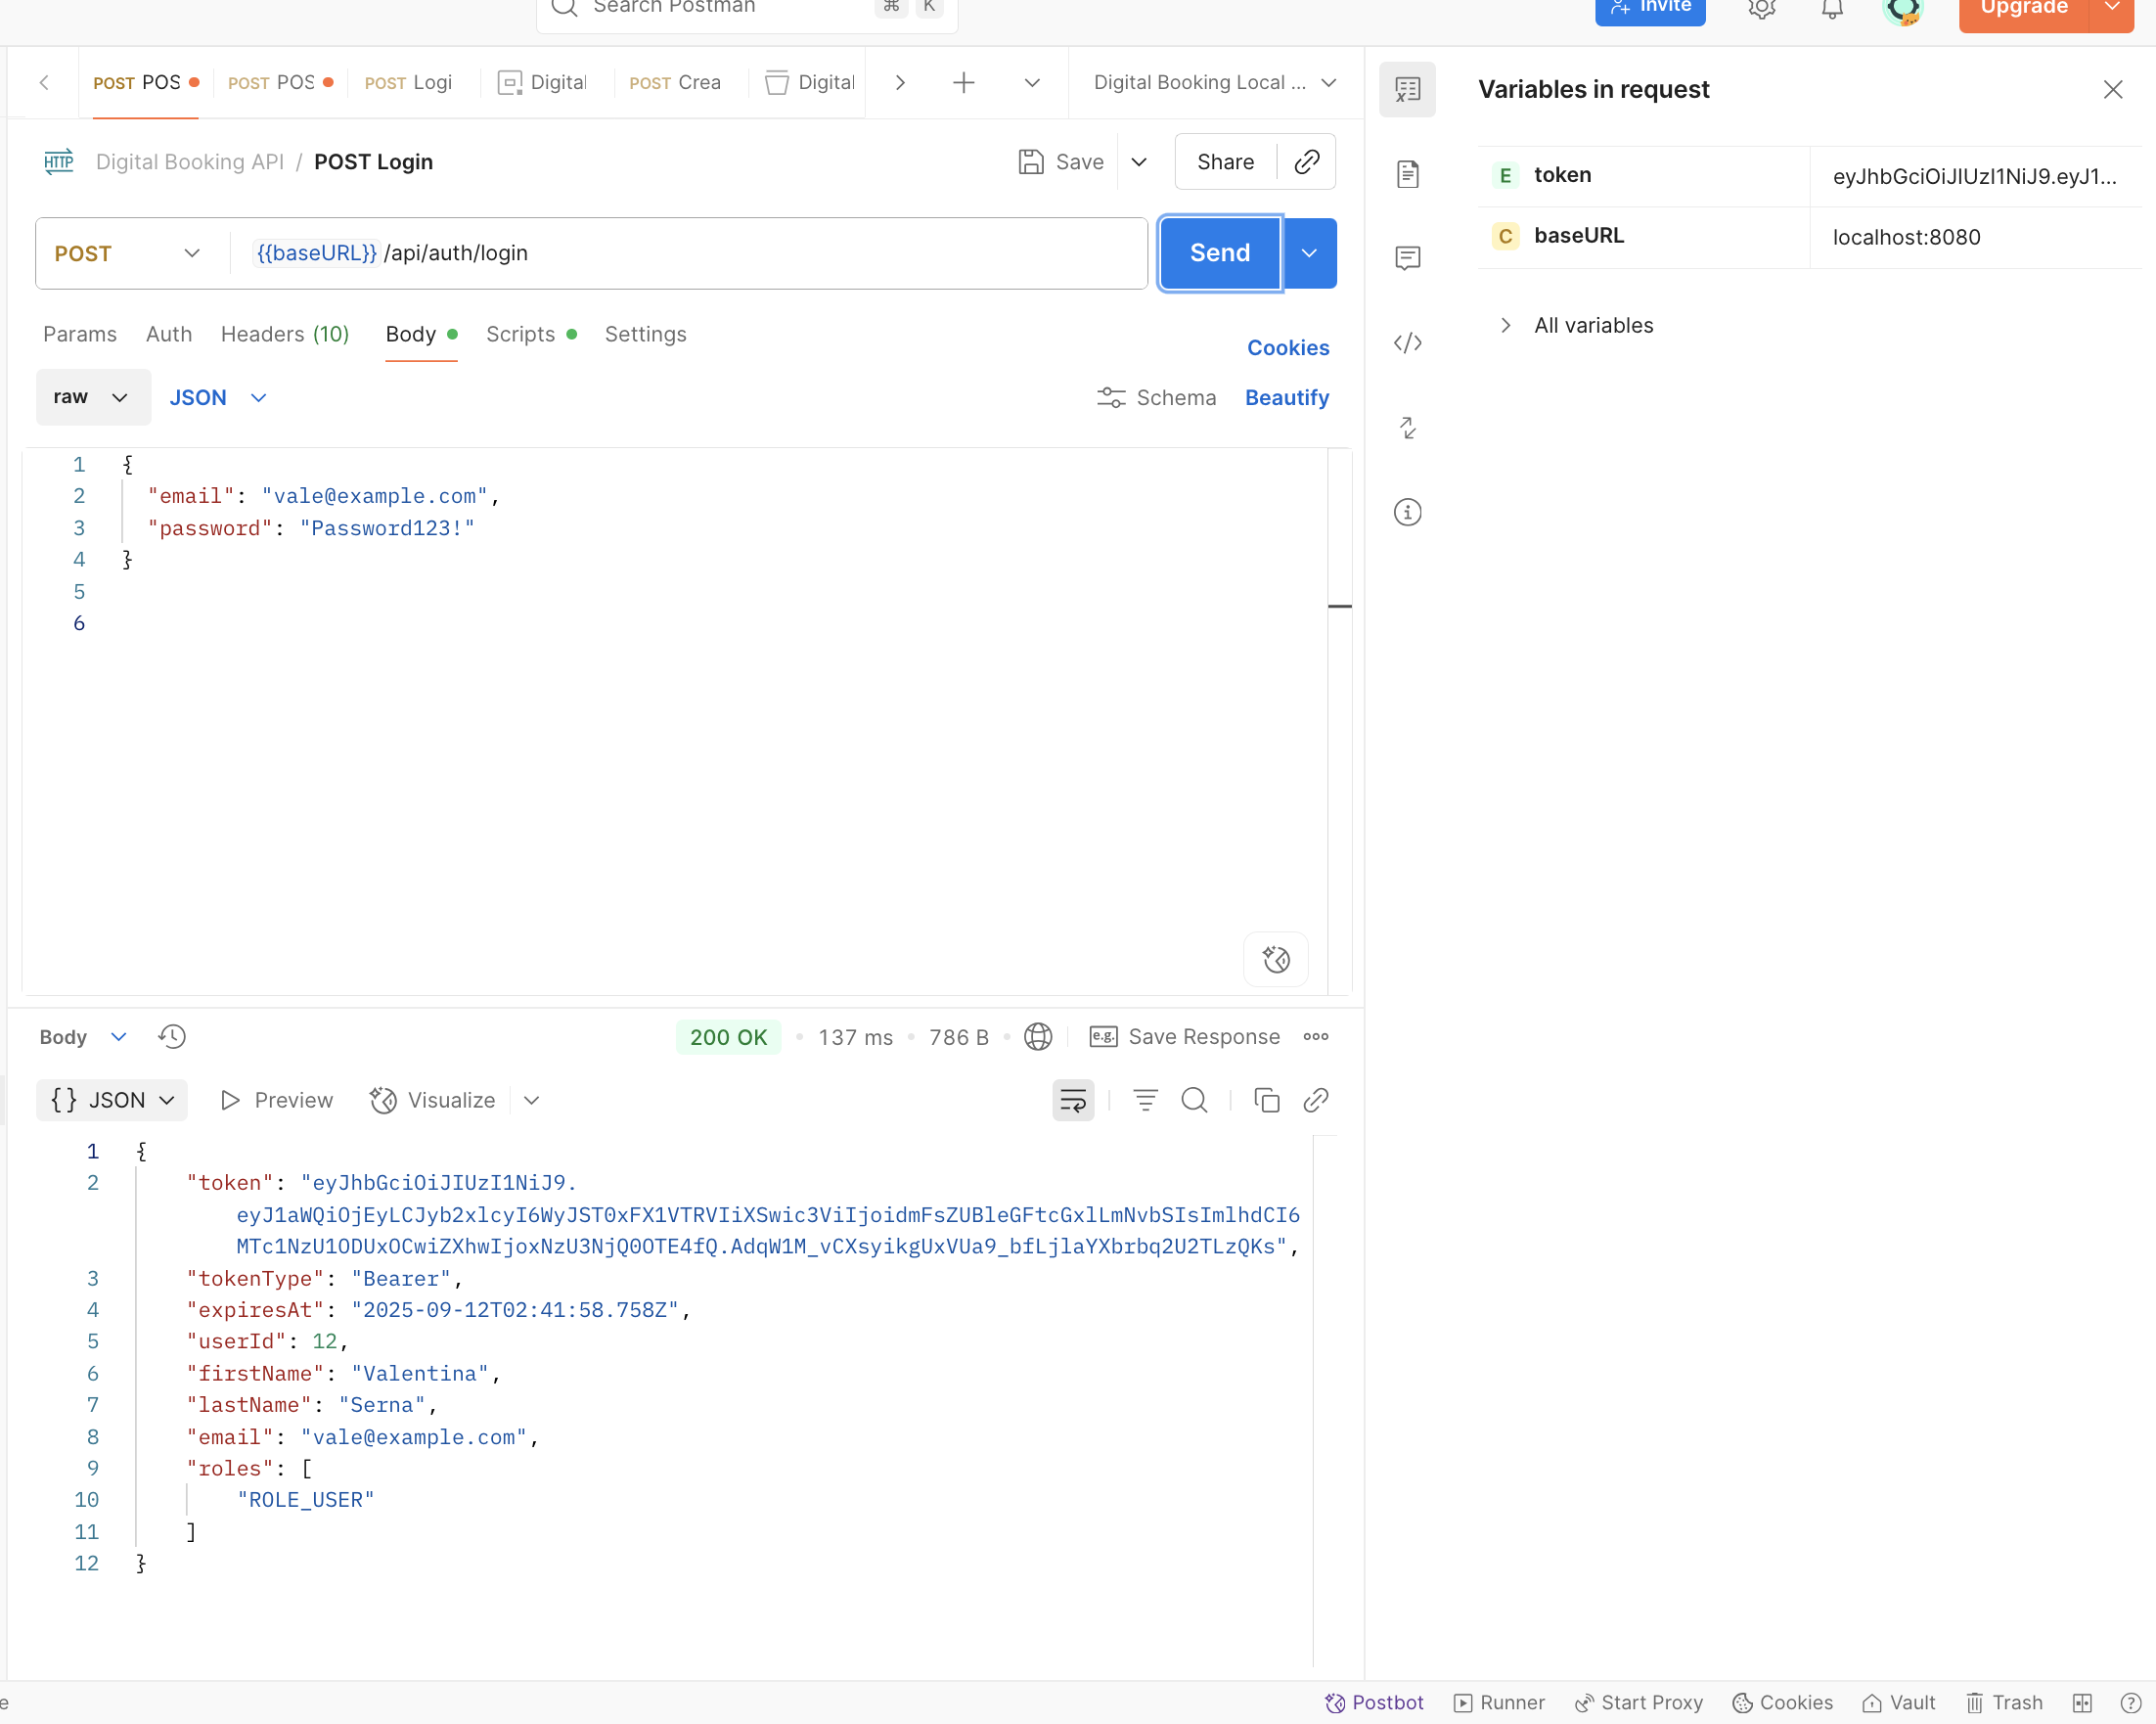 Search Postman ⌘ K
Invite
Upgrade
POST POS
POST POS
POST Logi
Digital
POST Crea
Digital
Digital Booking Local ...
Variables in request
HTTP Digital Booking API / POST Login
Save
Share
E token eyJhbGciOiJIUzI1NiJ9.eyJ1...
C baseURL localhost:8080
All variables
POST {{baseURL}} /api/auth/login
Send
Params Auth Headers (10) Body Scripts Settings
Cookies
raw JSON
Schema Beautify
1 {
2 "email": "vale@example.com",
3 "password": "Password123!"
4 }
5
6
Body
200 OK • 137 ms • 786 B •
e.g. Save Response
{} JSON Preview Visualize
1 {
2 "token": "eyJhbGciOiJIUzI1NiJ9.
eyJ1aWQiOjEyLCJyb2xlcyI6WyJST0xFX1VTRVIiXSwic3ViIjoidmFsZUBleGFtcGxlLmNvbSIsImlhdCI6
MTc1NzU1ODUxOCwiZXhwIjoxNzU3NjQ0OTE4fQ.AdqW1M_vCXsyikgUxVUa9_bfLjlaYXbrbq2U2TLzQKs",
3 "tokenType": "Bearer",
4 "expiresAt": "2025-09-12T02:41:58.758Z",
5 "userId": 12,
6 "firstName": "Valentina",
7 "lastName": "Serna",
8 "email": "vale@example.com",
9 "roles": [
10 "ROLE_USER"
11 ]
12 }
e
Postbot Runner Start Proxy Cookies Vault Trash